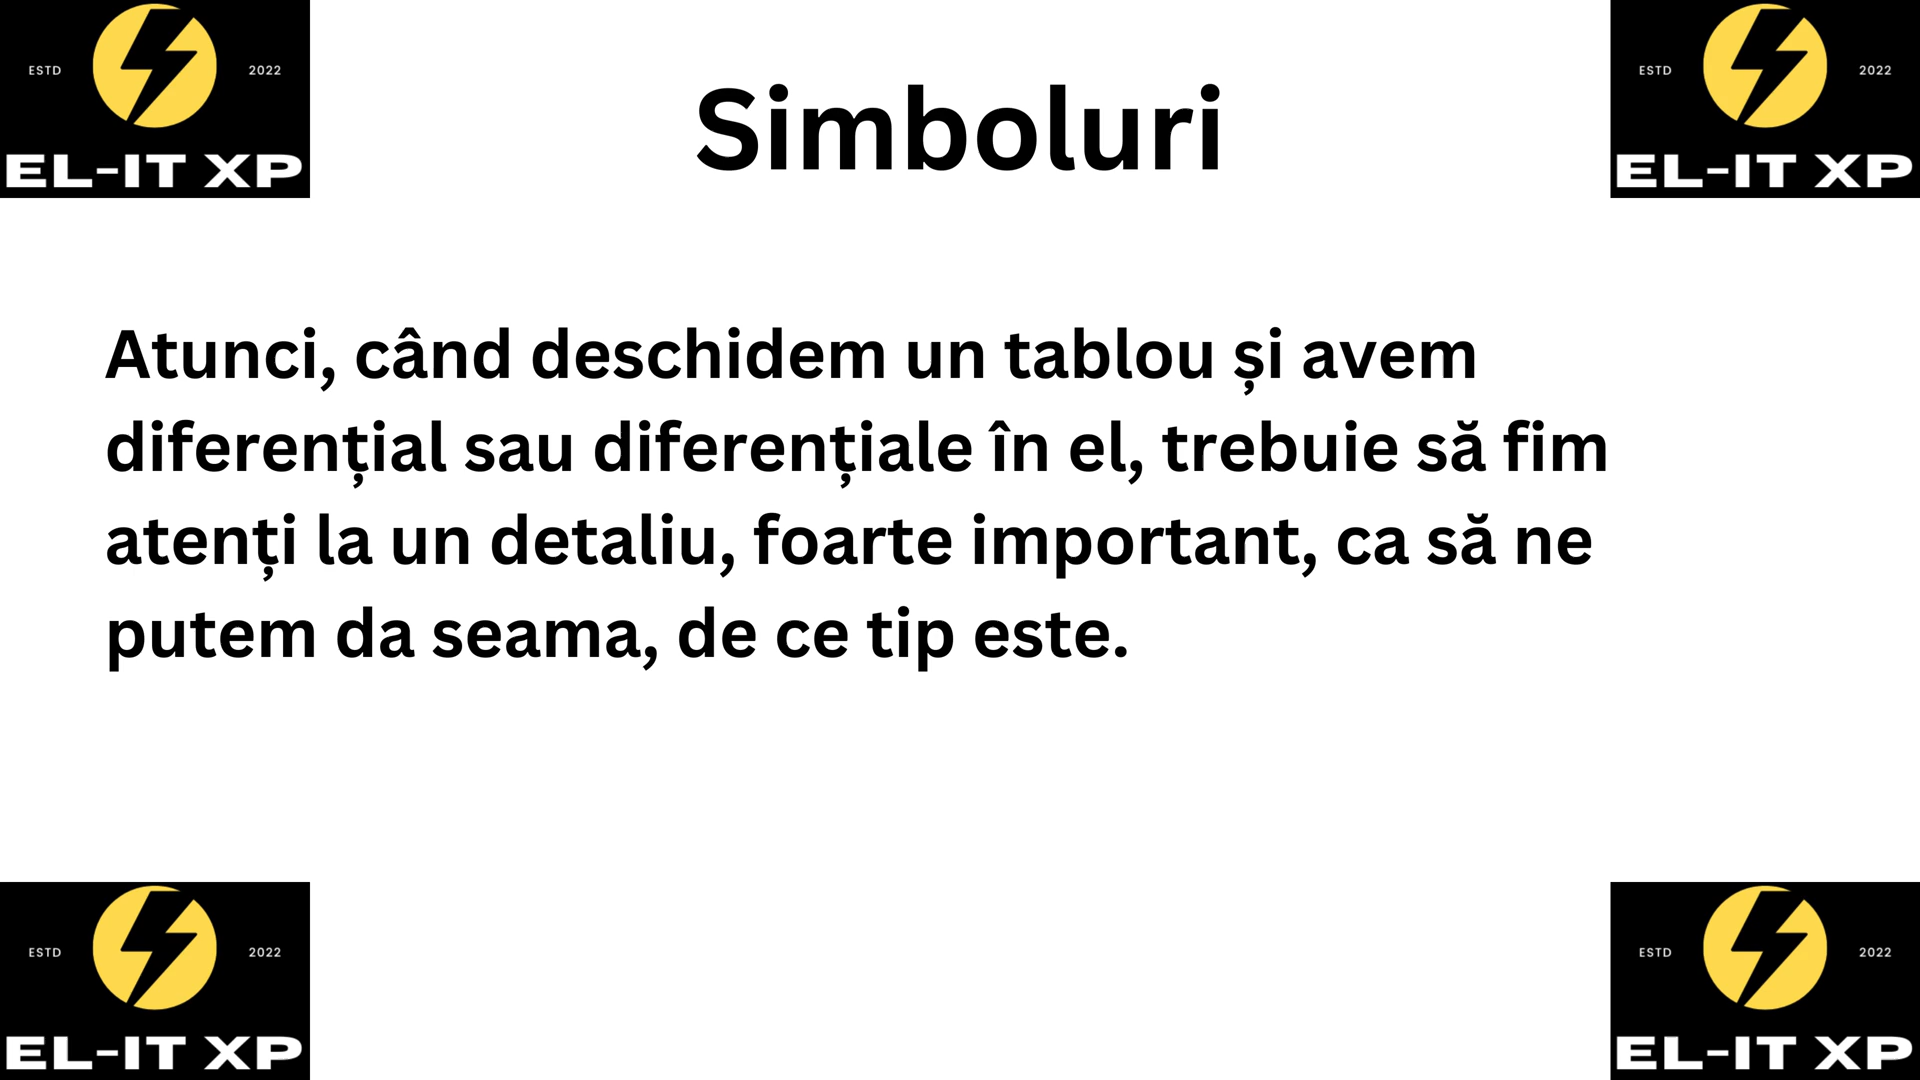 ESTD 2022
EL-IT XP
ESTD 2022
EL-IT XP
Simboluri
Atunci, când deschidem un tablou și avem
diferențial sau diferențiale în el, trebuie să fim
atenți la un detaliu, foarte important, ca să ne
putem da seama, de ce tip este.
ESTD 2022
EL-IT XP
ESTD 2022
EL-IT XP